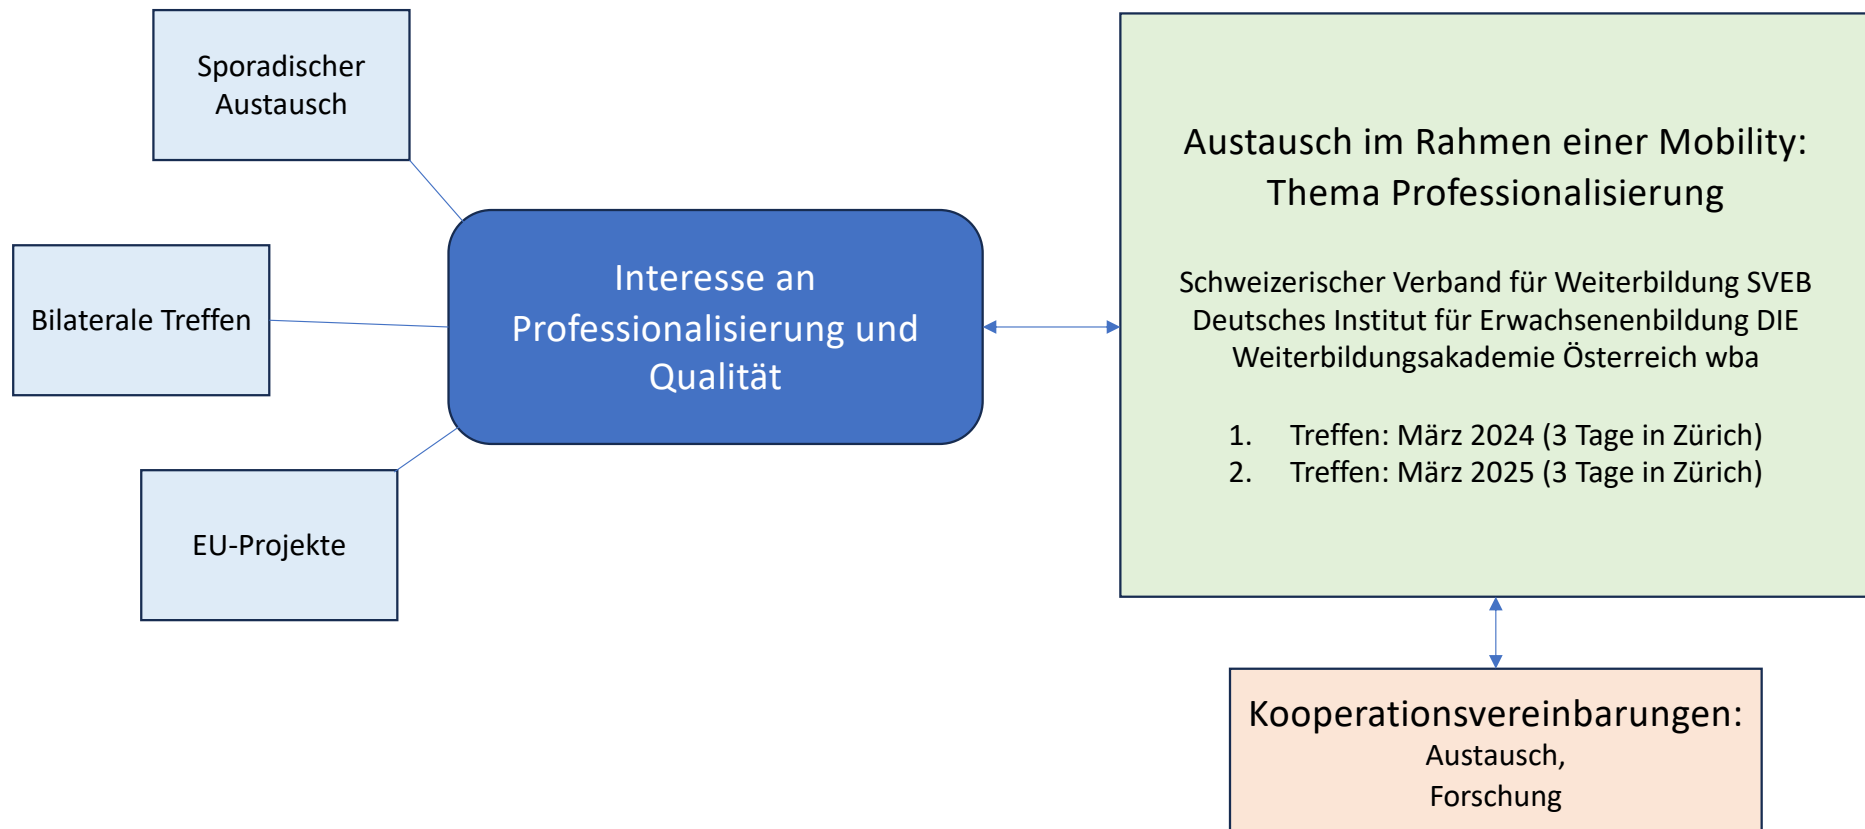 Sporadischer
Austausch
Bilaterale Treffen
EU-Projekte
Interesse an
Professionalisierung und
Qualität
Austausch im Rahmen einer Mobility:
Thema Professionalisierung
Schweizerischer Verband für Weiterbildung SVEB
Deutsches Institut für Erwachsenenbildung DIE
Weiterbildungsakademie Österreich wba
1. Treffen: März 2024 (3 Tage in Zürich)
2. Treffen: März 2025 (3 Tage in Zürich)
Kooperationsvereinbarungen:
Austausch,
Forschung